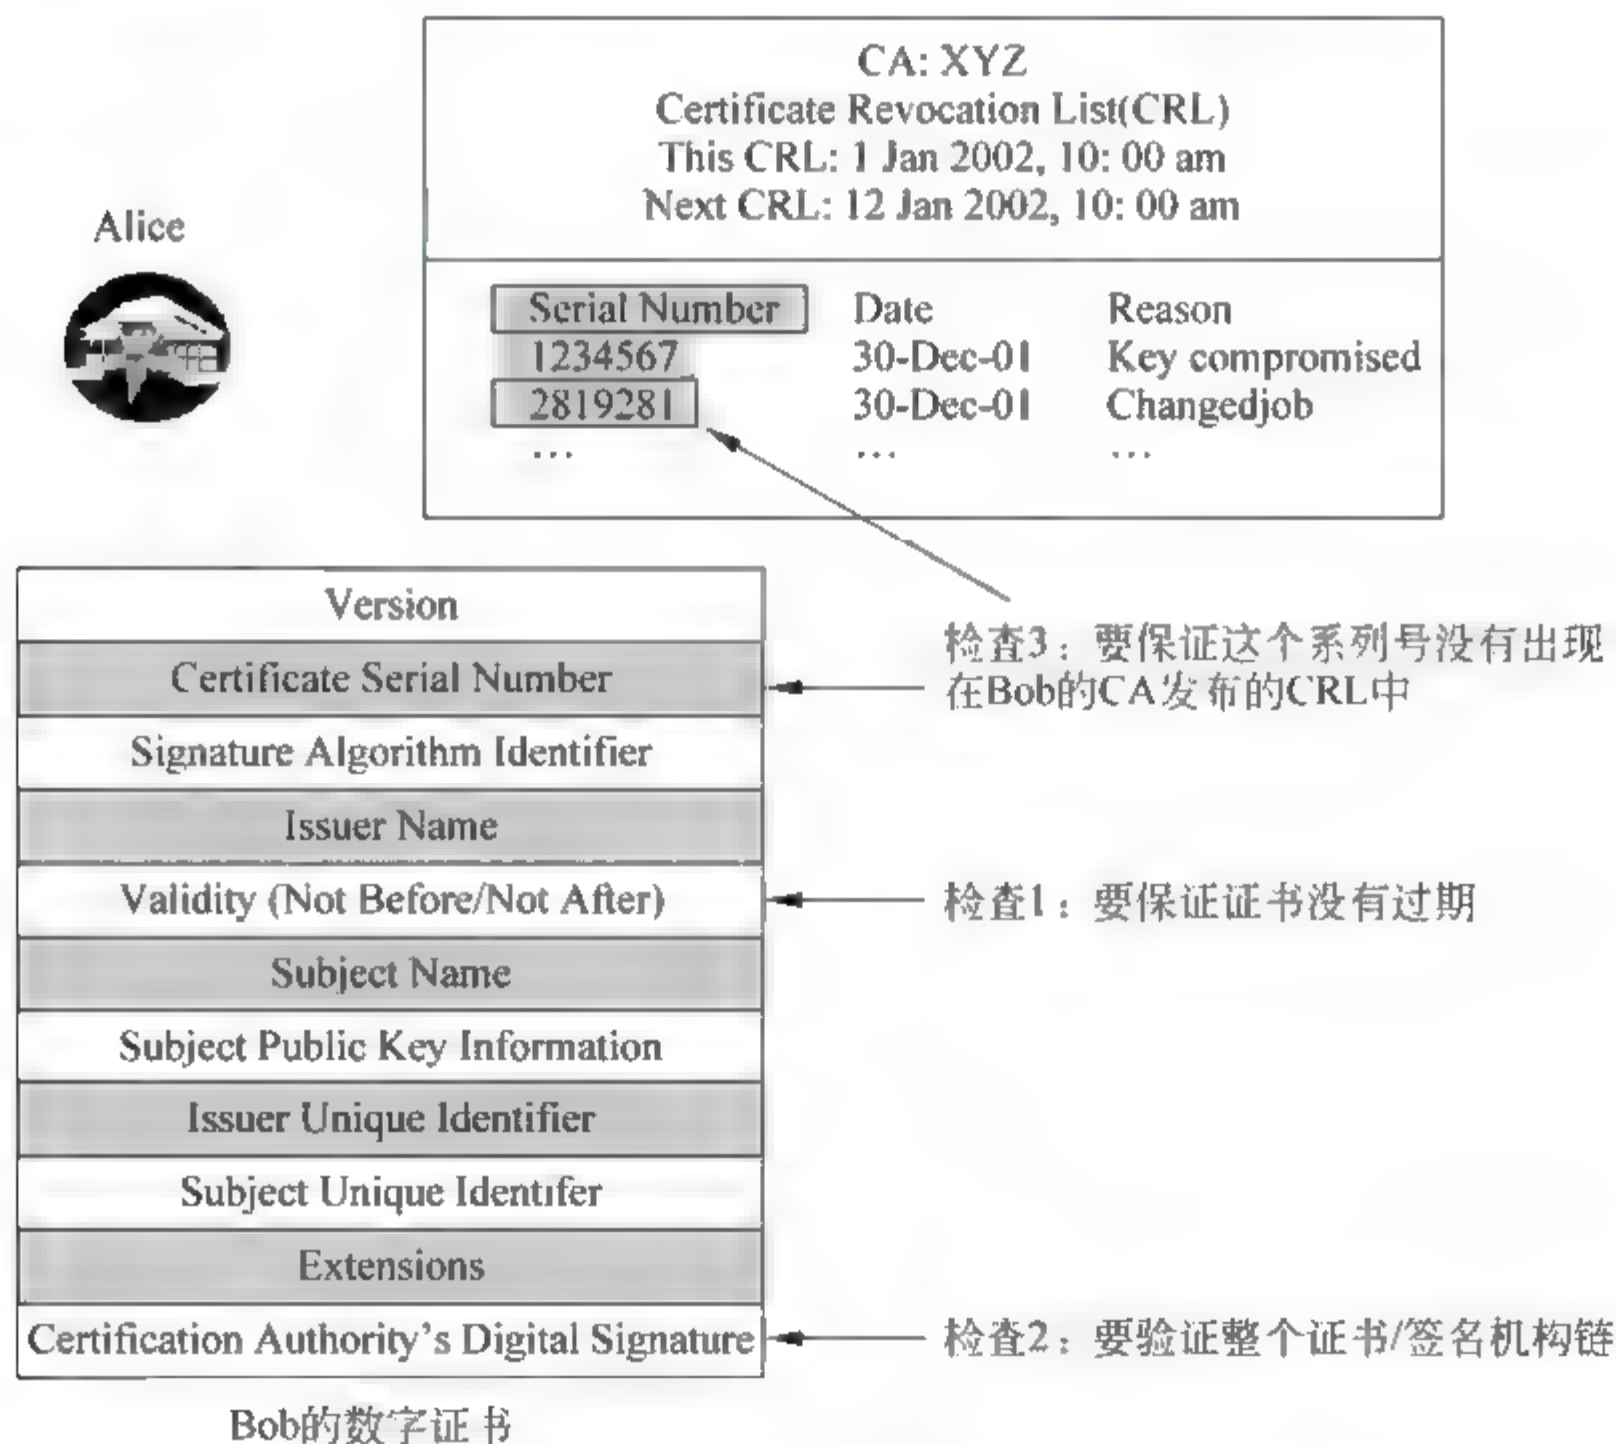 CA: XYZ
Certificate Revocation List(CRL)
This CRL: 1 Jan 2002, 10: 00 am
Next CRL: 12 Jan 2002, 10: 00 am
Alice
Serial Number Date Reason
1234567 30-Dec-01 Key compromised
2819281 30-Dec-01 Changedjob
… … …
Version
Certificate Serial Number
Signature Algorithm Identifier
Issuer Name
Validity (Not Before/Not After)
Subject Name
Subject Public Key Information
Issuer Unique Identifier
Subject Unique Identifer
Extensions
Certification Authority's Digital Signature
Bob的数字证书
检查3：要保证这个系列号没有出现
在Bob的CA发布的CRL中
检查1：要保证证书没有过期
检查2：要验证整个证书/签名机构链